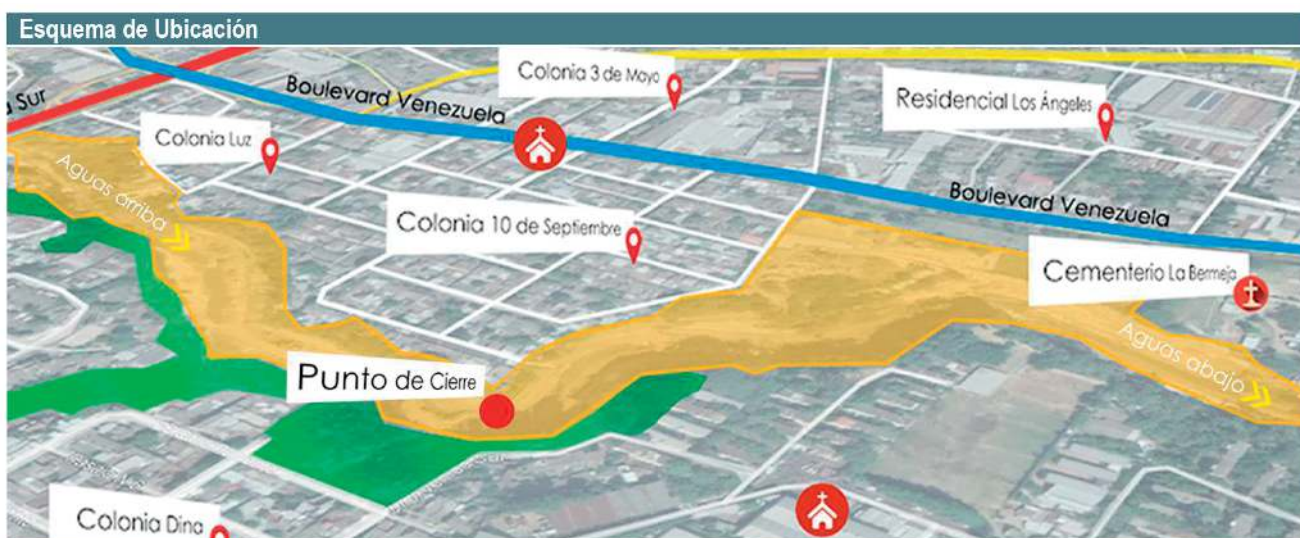 Esquema de Ubicación
Sur
Boulevard Venezuela
Colonia 3 de Mayo
Residencial Los Ángeles
Colonia Luz
Aguas arriba
Colonia 10 de Septiembre
Boulevard Venezuela
Cementerio La Bermeja
Punto de Cierre
Aguas abajo
Colonia Dina